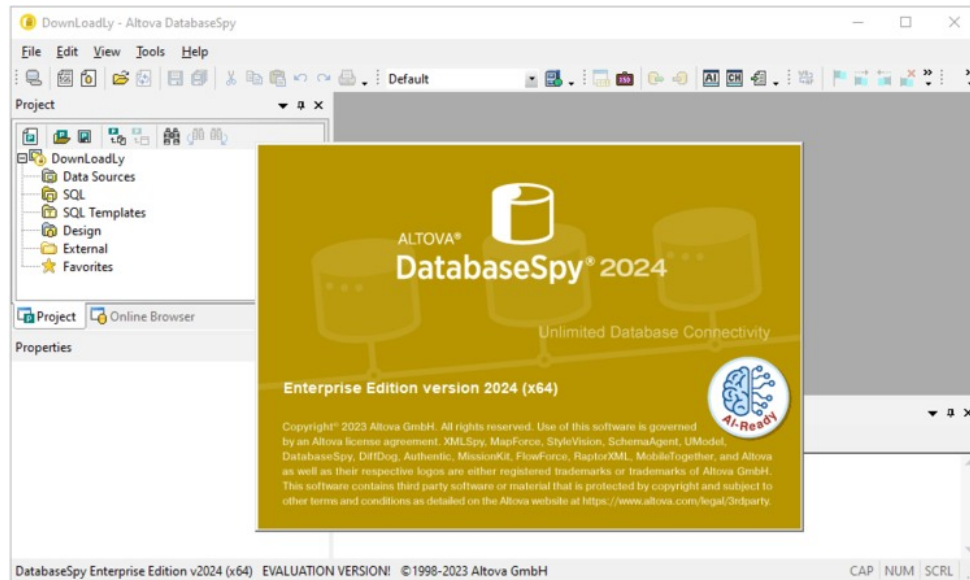 DownLoadLy - Altova DatabaseSpy
File Edit View Tools Help
Default AI CH
Project
DownLoadLy
Data Sources
SQL
SQL Templates
Design
External
Favorites
Project Online Browser
Properties
ALTOVA®
DatabaseSpy® 2024
Unlimited Database Connectivity
Enterprise Edition version 2024 (x64)
AI-Ready
Copyright© 2023 Altova GmbH. All rights reserved. Use of this software is governed
by an Altova license agreement. XMLSpy, MapForce, StyleVision, SchemaAgent, UModel,
DatabaseSpy, DiffDog, Authentic, MissionKit, FlowForce, RaptorXML, MobileTogether, and Altova
as well as their respective logos are either registered trademarks or trademarks of Altova GmbH.
This software contains third party software or material that is protected by copyright and subject to
other terms and conditions as detailed on the Altova website at https://www.altova.com/legal/3rdparty.
DatabaseSpy Enterprise Edition v2024 (x64) EVALUATION VERSION! ©1998-2023 Altova GmbH CAP NUM SCRL